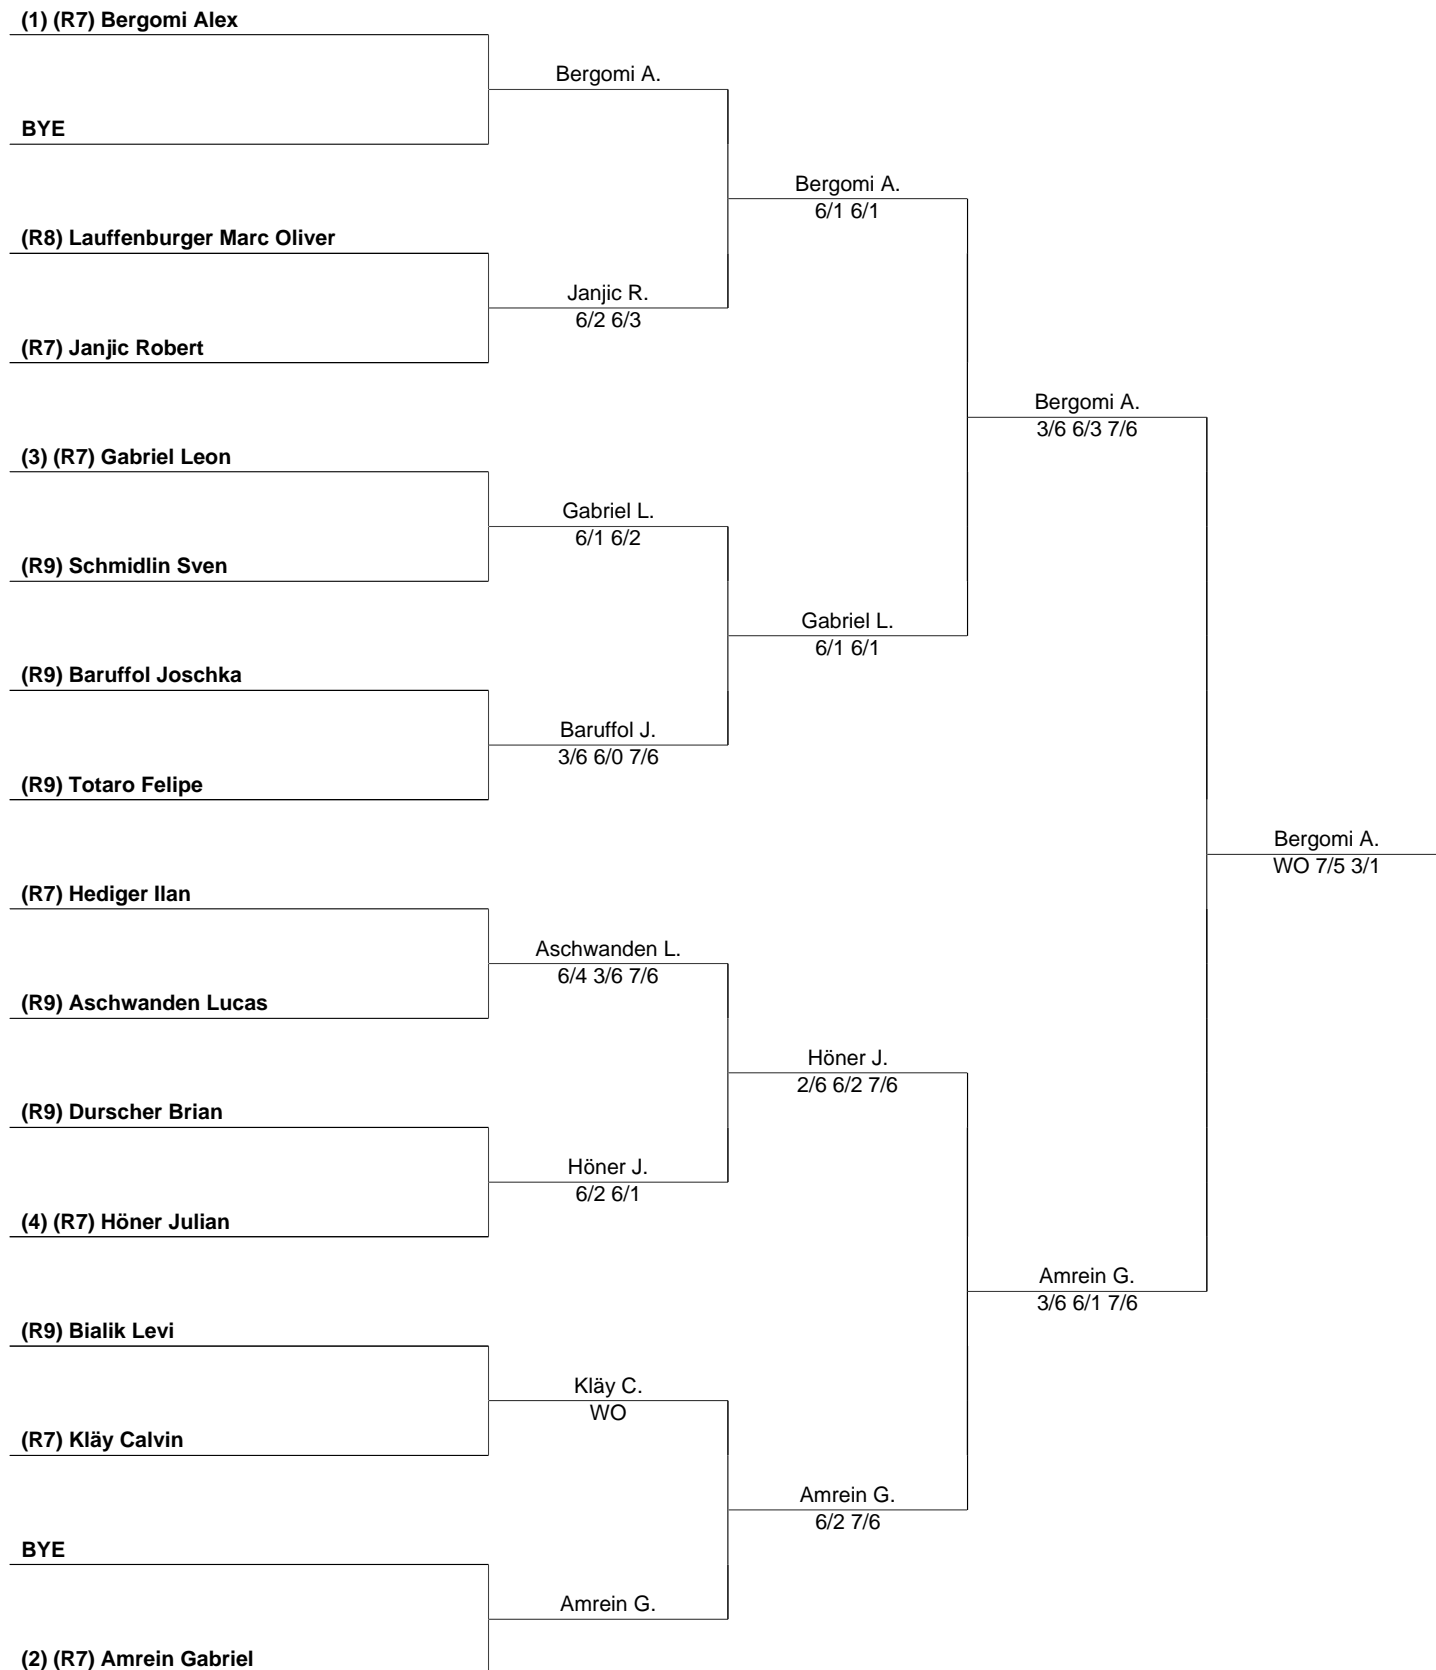 (1) (R7) Bergomi Alex
Bergomi A.
BYE
Bergomi A.
6/1 6/1
(R8) Lauffenburger Marc Oliver
Janjic R.
6/2 6/3
(R7) Janjic Robert
Bergomi A.
3/6 6/3 7/6
(3) (R7) Gabriel Leon
Gabriel L.
6/1 6/2
(R9) Schmidlin Sven
Gabriel L.
6/1 6/1
(R9) Baruffol Joschka
Baruffol J.
3/6 6/0 7/6
(R9) Totaro Felipe
Bergomi A.
WO 7/5 3/1
(R7) Hediger Ilan
Aschwanden L.
6/4 3/6 7/6
(R9) Aschwanden Lucas
Höner J.
2/6 6/2 7/6
(R9) Durscher Brian
Höner J.
6/2 6/1
(4) (R7) Höner Julian
Amrein G.
3/6 6/1 7/6
(R9) Bialik Levi
Kläy C.
WO
(R7) Kläy Calvin
Amrein G.
6/2 7/6
BYE
Amrein G.
(2) (R7) Amrein Gabriel